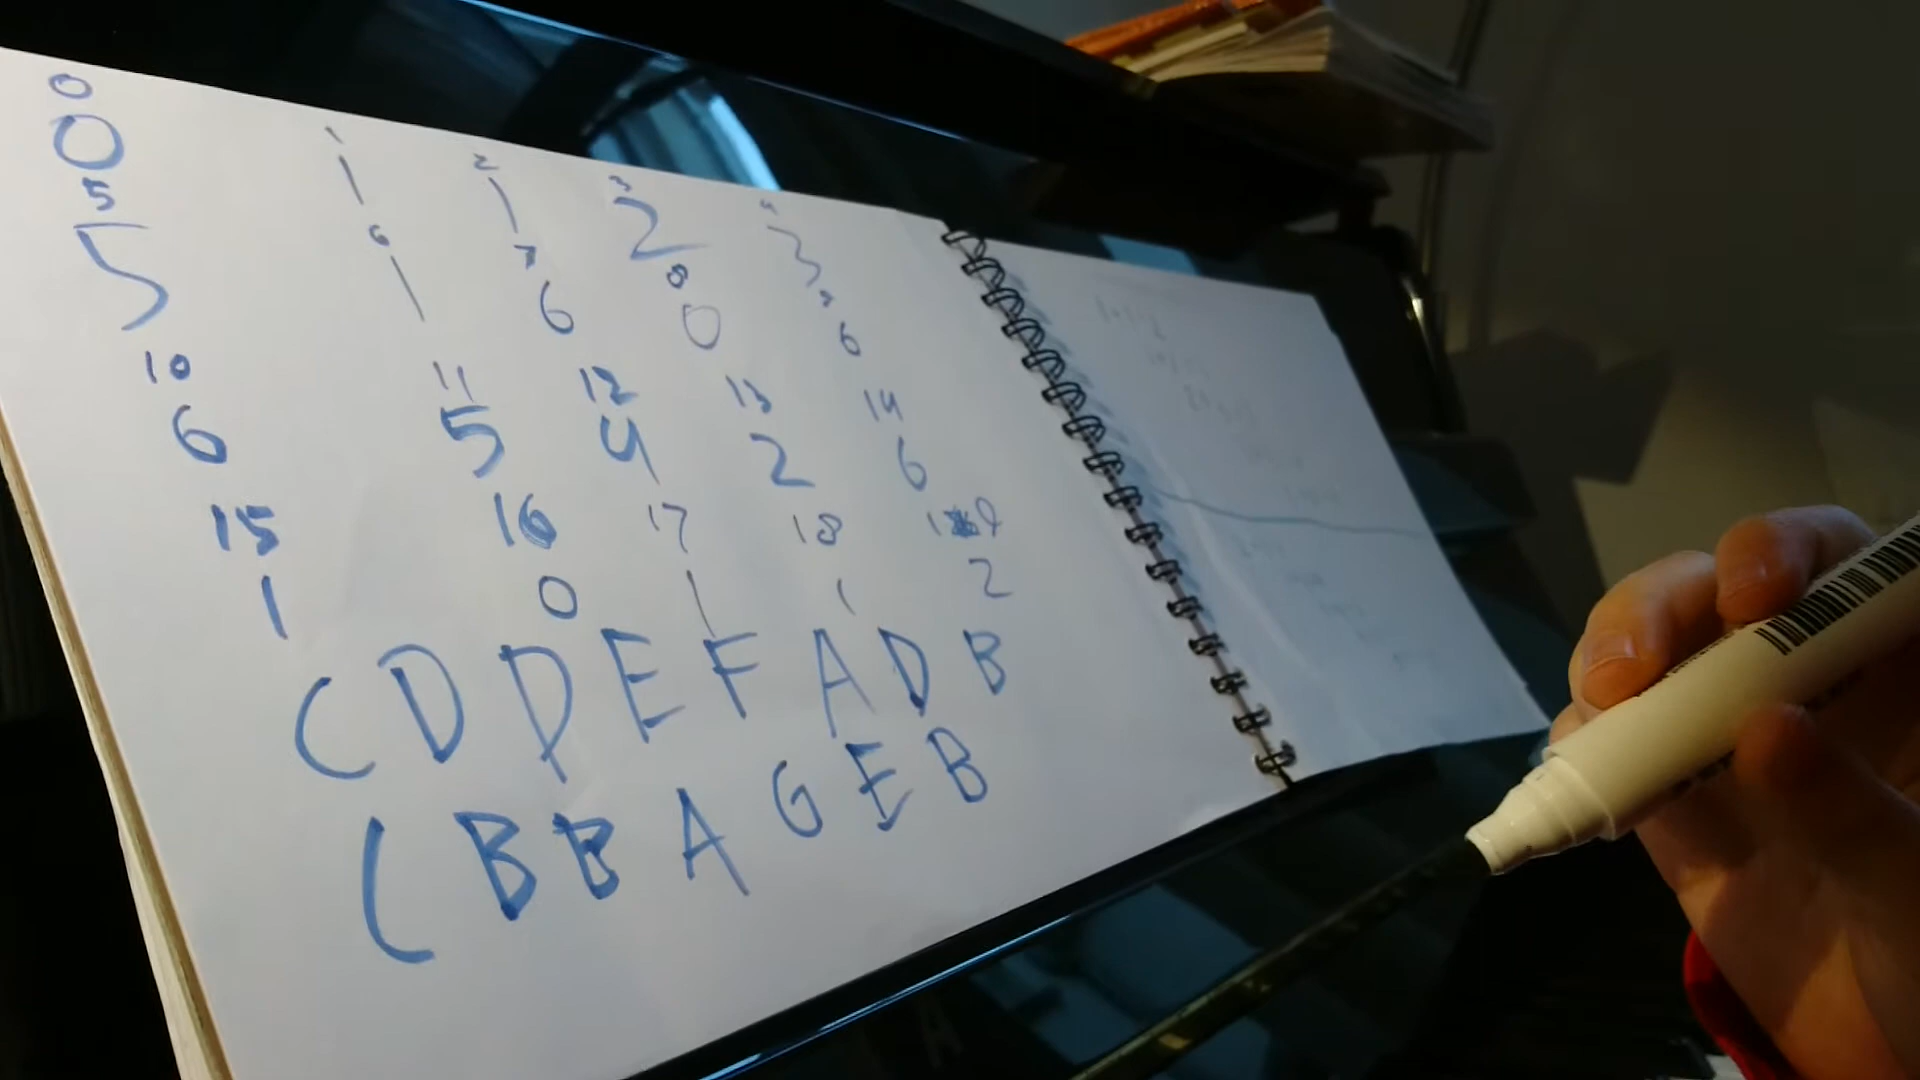 0 1 2 3 4
0 1 1 2 3
5 6 7 8 9
5 1 6 0 6
10 11 12 13 14
6 5 4 2 6
15 16 17 18 19
1 0 1 1 2
C D D E F A D B
C B B A G E B